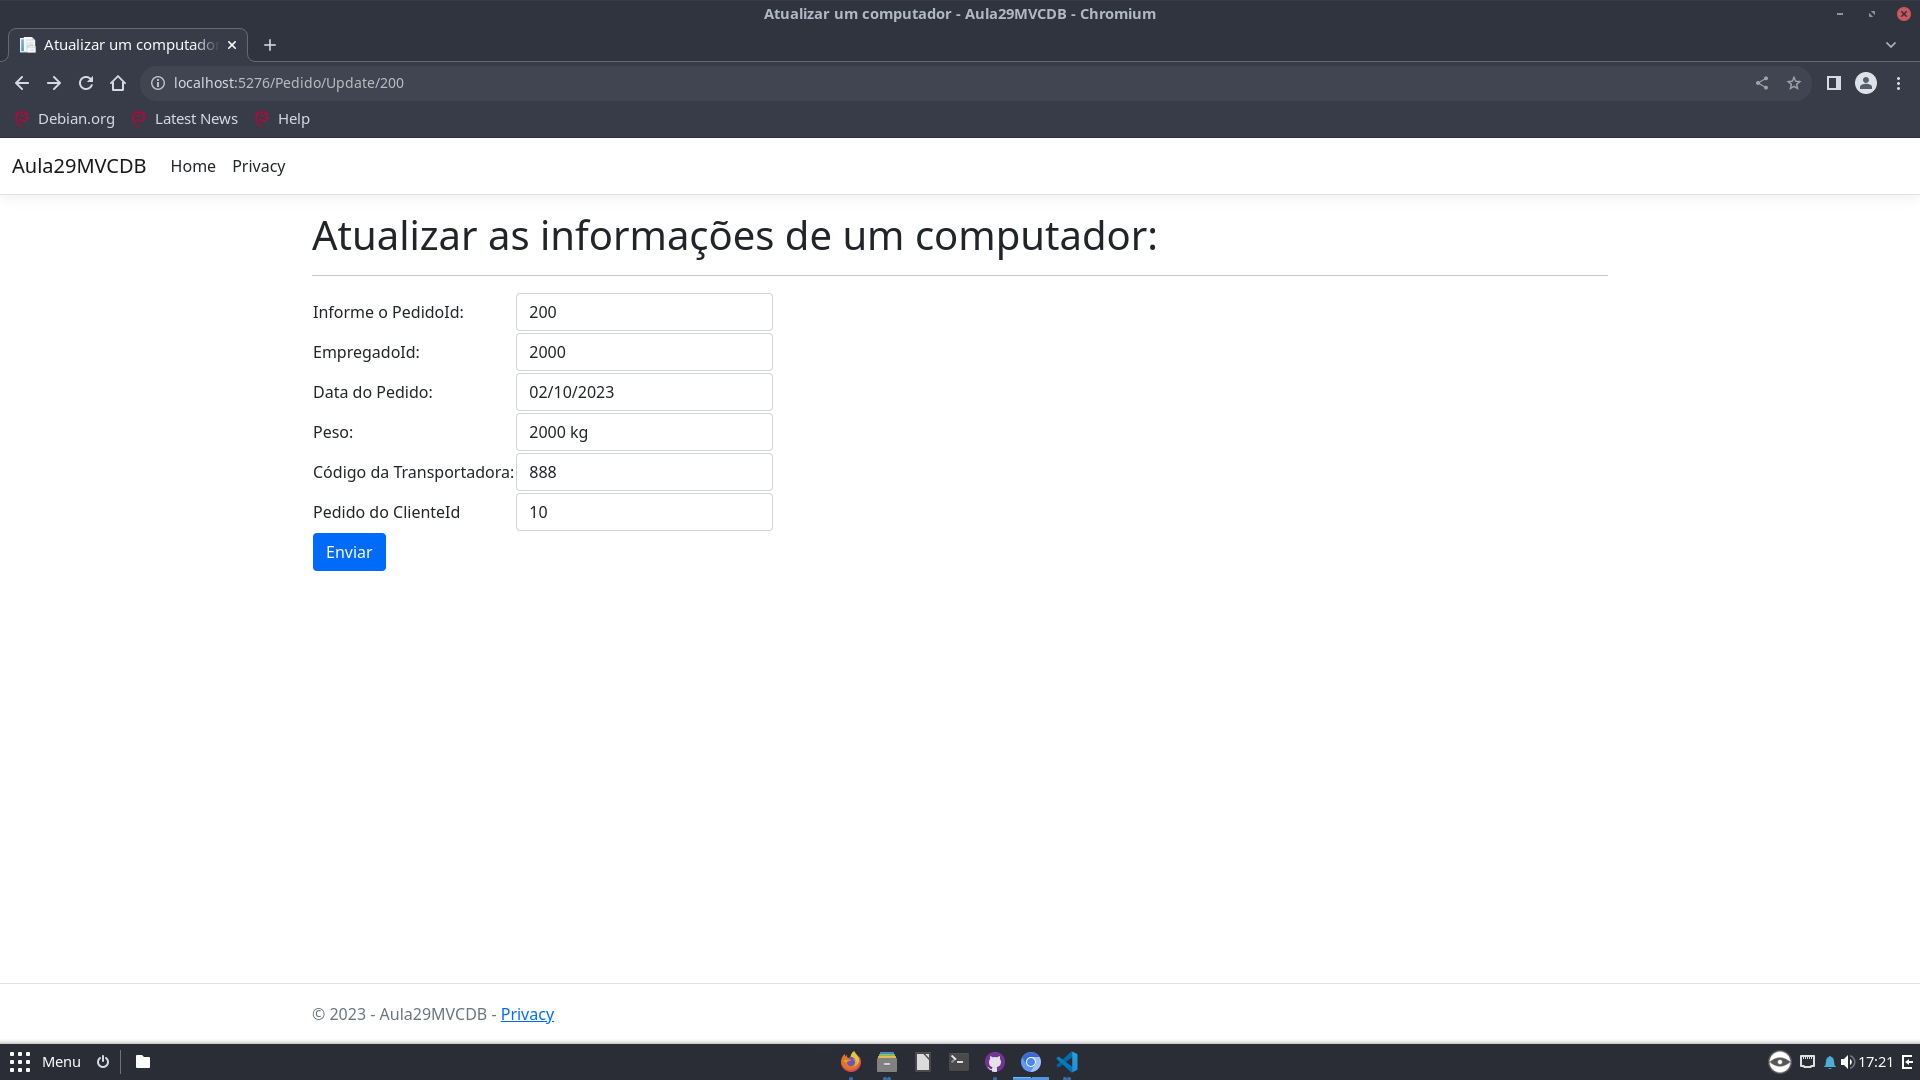 Atualizar um computador - Aula29MVCDB - Chromium
Atualizar um computador
localhost:5276/Pedido/Update/200
Debian.org Latest News Help
Aula29MVCDB Home Privacy
Atualizar as informações de um computador:
Informe o PedidoId: 200
EmpregadoId: 2000
Data do Pedido: 02/10/2023
Peso: 2000 kg
Código da Transportadora: 888
Pedido do ClienteId 10
Enviar
© 2023 - Aula29MVCDB - Privacy
Menu 17:21